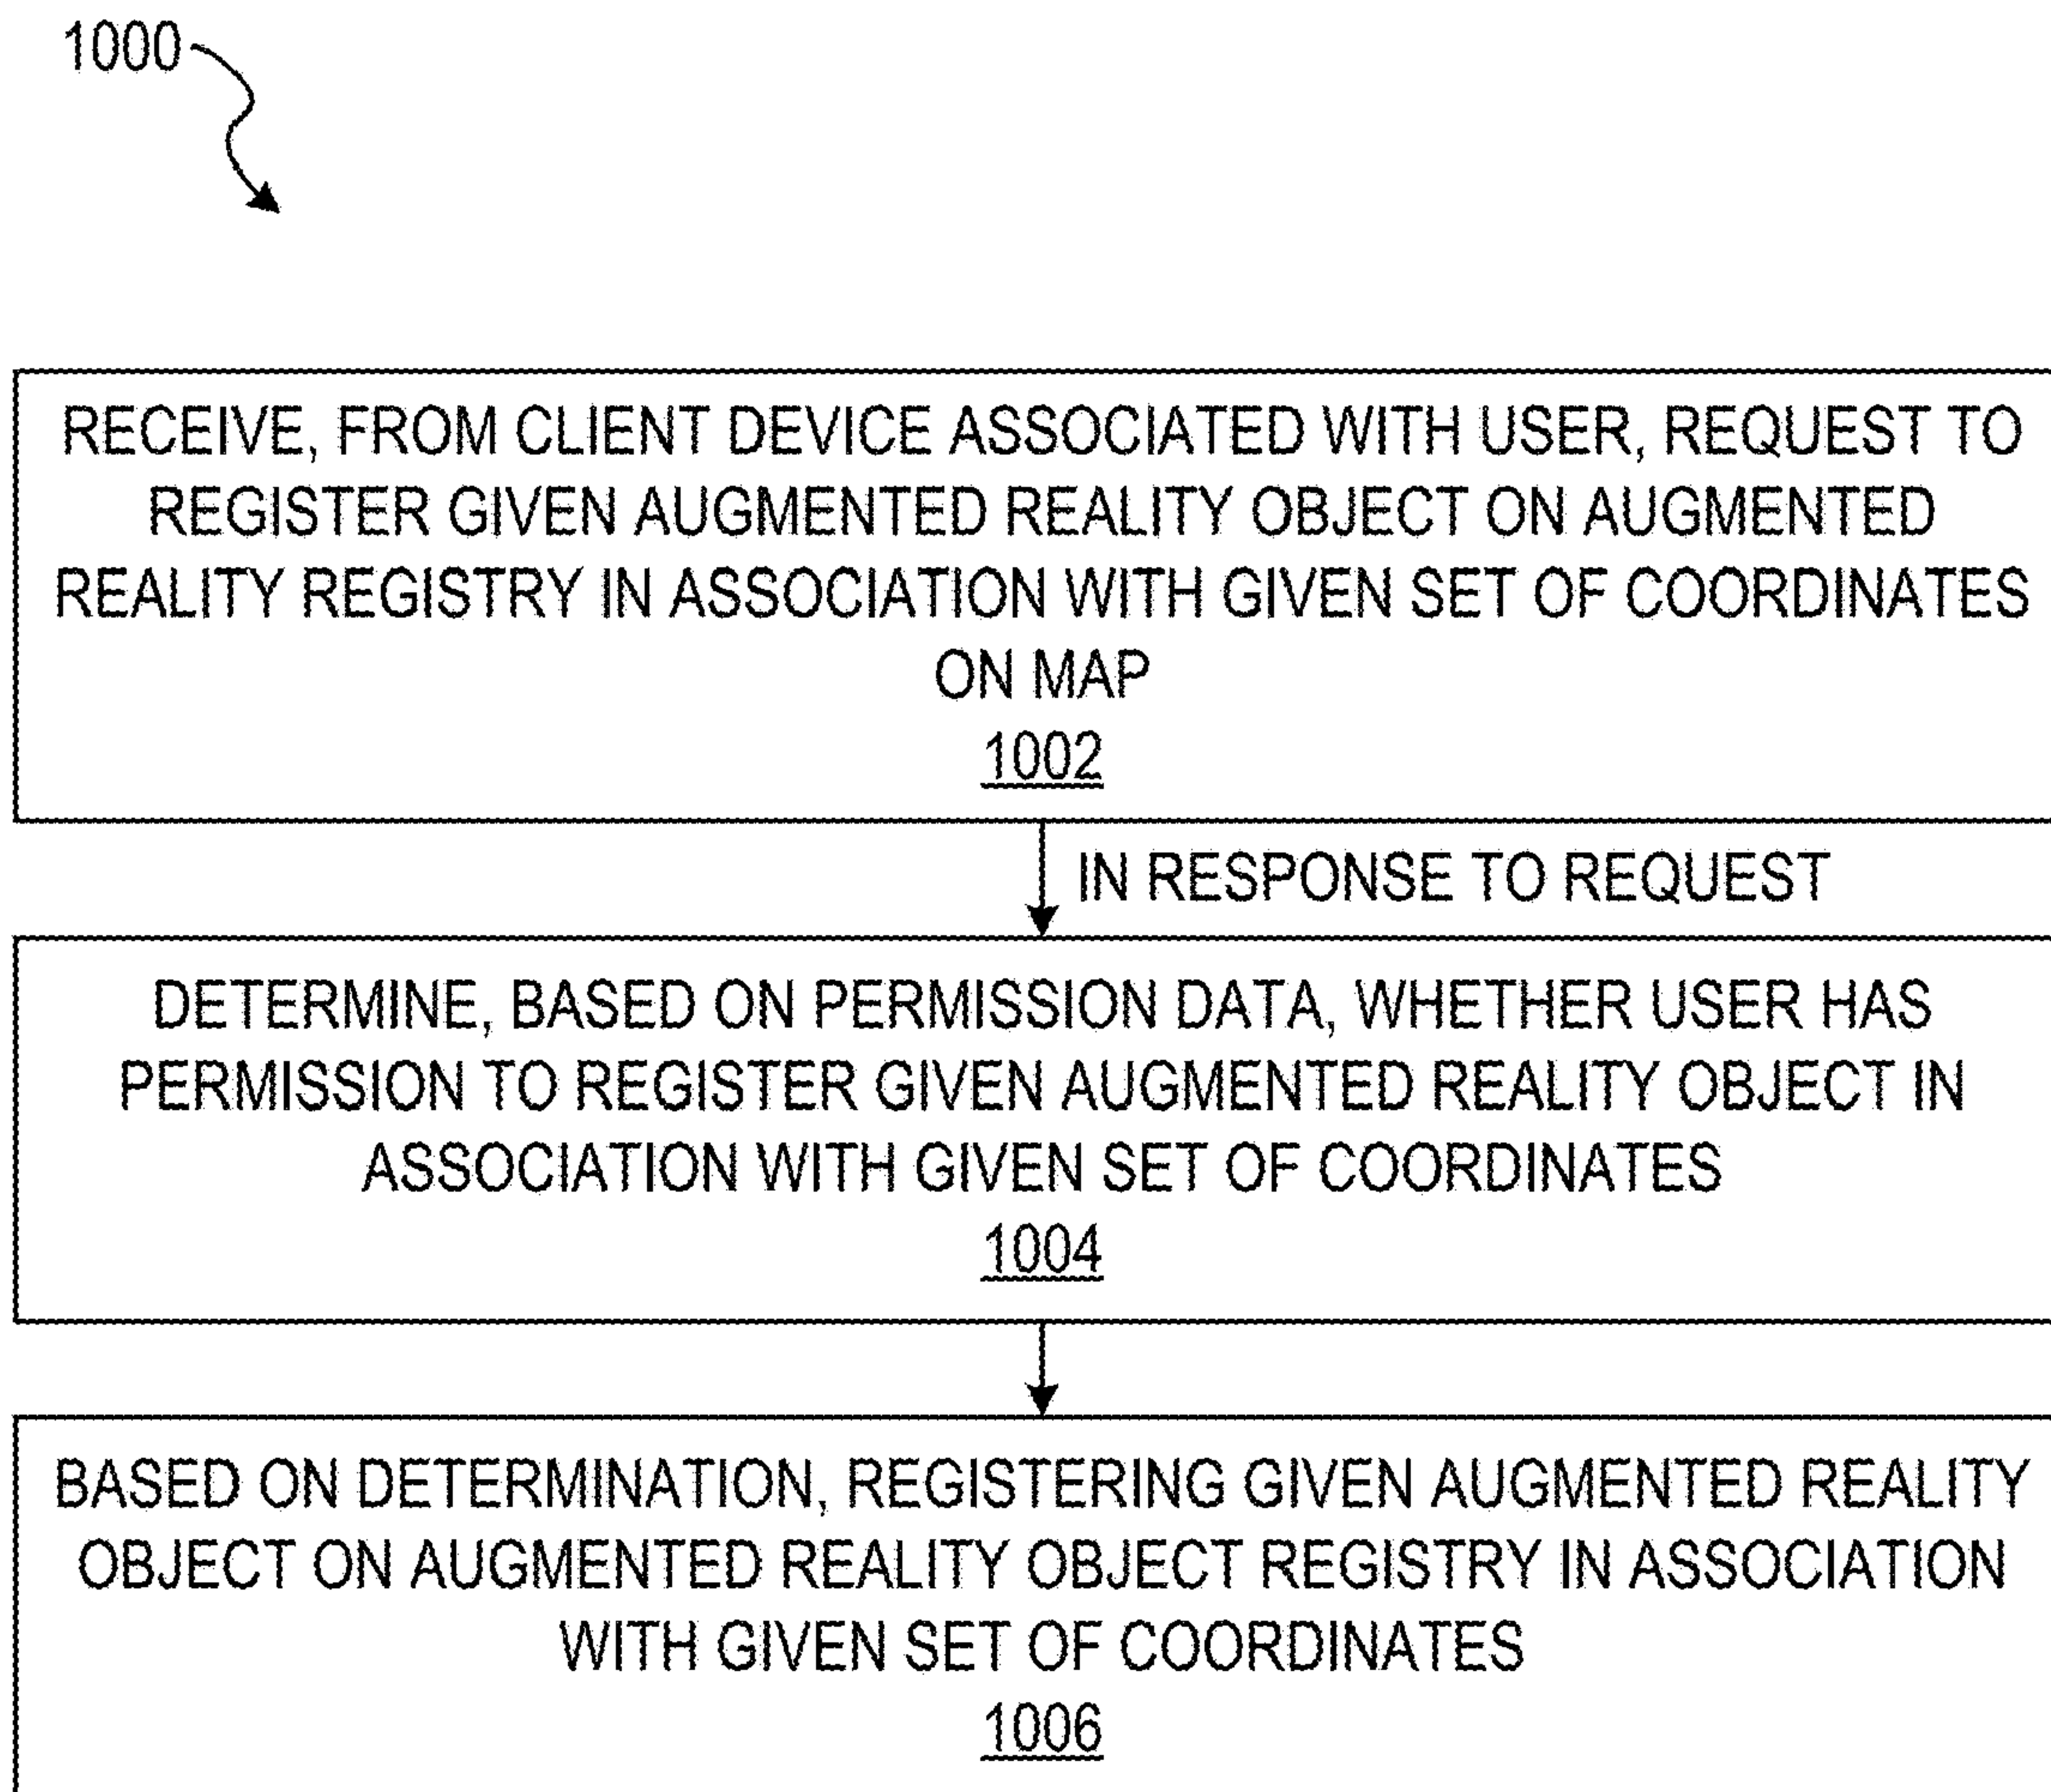 1000
RECEIVE, FROM CLIENT DEVICE ASSOCIATED WITH USER, REQUEST TO
REGISTER GIVEN AUGMENTED REALITY OBJECT ON AUGMENTED
REALITY REGISTRY IN ASSOCIATION WITH GIVEN SET OF COORDINATES
ON MAP
1002
IN RESPONSE TO REQUEST
DETERMINE, BASED ON PERMISSION DATA, WHETHER USER HAS
PERMISSION TO REGISTER GIVEN AUGMENTED REALITY OBJECT IN
ASSOCIATION WITH GIVEN SET OF COORDINATES
1004
BASED ON DETERMINATION, REGISTERING GIVEN AUGMENTED REALITY
OBJECT ON AUGMENTED REALITY OBJECT REGISTRY IN ASSOCIATION
WITH GIVEN SET OF COORDINATES
1006